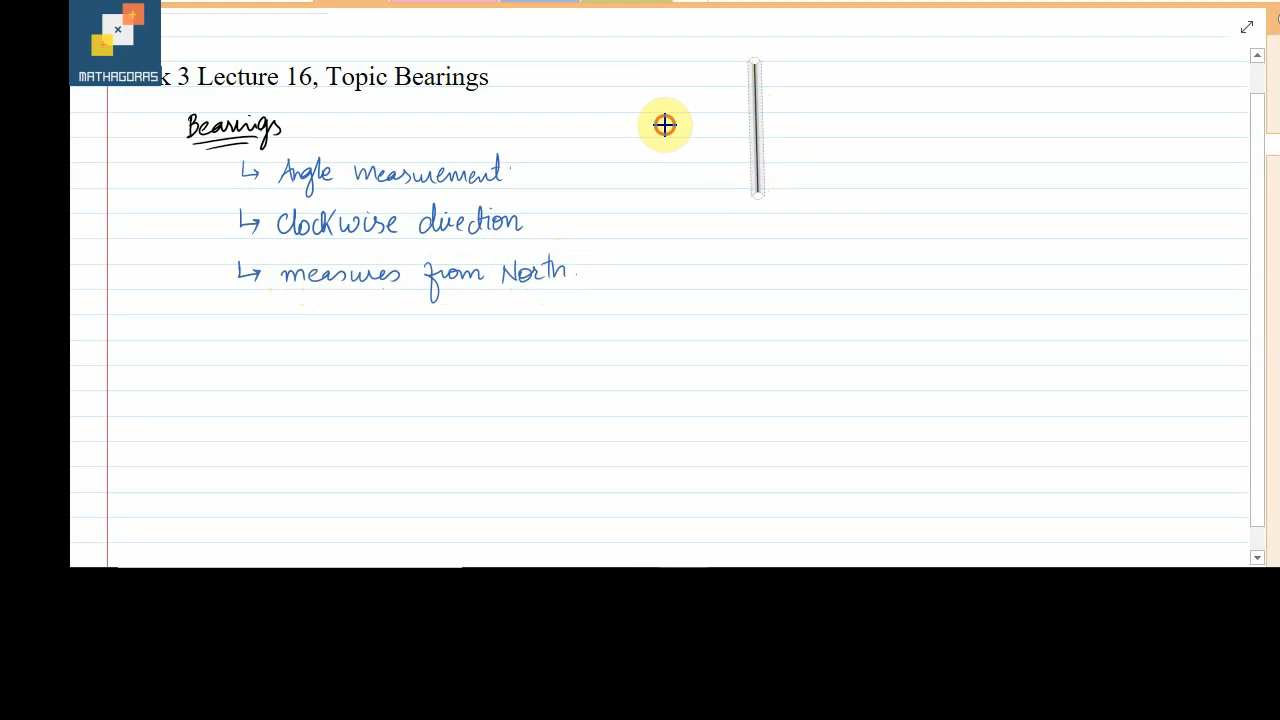 MATHAGORAS
k 3 Lecture 16, Topic Bearings
Bearings
↳ Angle measurement
↳ Clockwise direction
↳ measures from North.